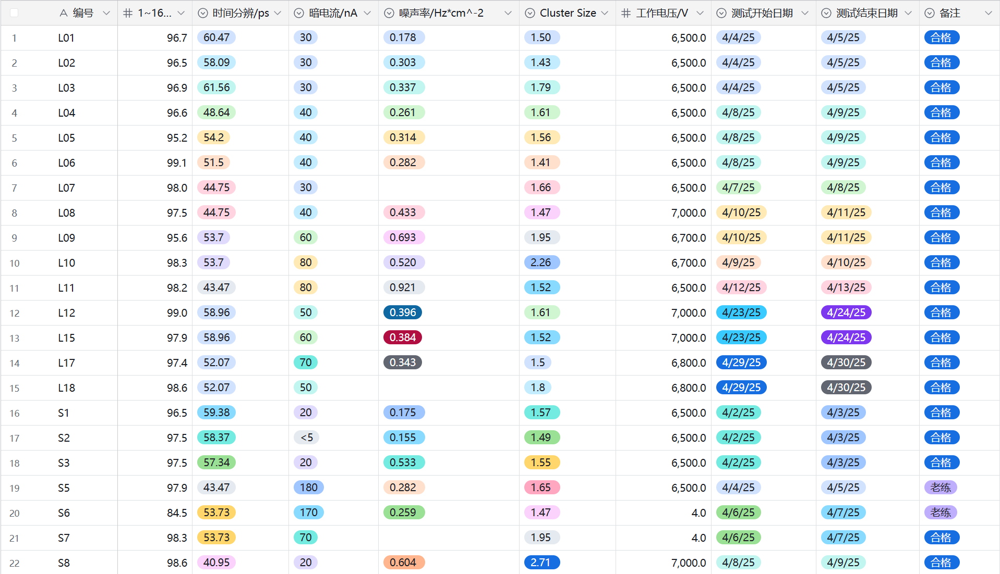 编号 1~16... 时间分辨/ps 暗电流/nA 噪声率/Hz*cm^-2 Cluster Size 工作电压/V 测试开始日期 测试结束日期 备注
1 L01 96.7 60.47 30 0.178 1.50 6,500.0 4/4/25 4/5/25 合格
2 L02 96.5 58.09 30 0.303 1.43 6,500.0 4/4/25 4/5/25 合格
3 L03 96.9 61.56 30 0.337 1.79 6,500.0 4/4/25 4/5/25 合格
4 L04 96.6 48.64 40 0.261 1.61 6,500.0 4/8/25 4/9/25 合格
5 L05 95.2 54.2 40 0.314 1.56 6,500.0 4/8/25 4/9/25 合格
6 L06 99.1 51.5 40 0.282 1.41 6,500.0 4/8/25 4/9/25 合格
7 L07 98.0 44.75 30 1.66 6,500.0 4/7/25 4/8/25 合格
8 L08 97.5 44.75 40 0.433 1.47 7,000.0 4/10/25 4/11/25 合格
9 L09 95.6 53.7 60 0.693 1.95 6,700.0 4/10/25 4/11/25 合格
10 L10 98.3 53.7 80 0.520 2.26 6,700.0 4/9/25 4/10/25 合格
11 L11 98.2 43.47 80 0.921 1.52 6,500.0 4/12/25 4/13/25 合格
12 L12 99.0 58.96 50 0.396 1.61 7,000.0 4/23/25 4/24/25 合格
13 L15 97.9 58.96 60 0.384 1.52 7,000.0 4/23/25 4/24/25 合格
14 L17 97.4 52.07 70 0.343 1.5 6,800.0 4/29/25 4/30/25 合格
15 L18 98.6 52.07 50 1.8 6,800.0 4/29/25 4/30/25 合格
16 S1 96.5 59.38 20 0.175 1.57 6,500.0 4/2/25 4/3/25 合格
17 S2 97.5 58.37 <5 0.155 1.49 6,500.0 4/2/25 4/3/25 合格
18 S3 97.5 57.34 20 0.533 1.55 6,500.0 4/2/25 4/3/25 合格
19 S5 97.9 43.47 180 0.282 1.65 6,500.0 4/4/25 4/5/25 老练
20 S6 84.5 53.73 170 0.259 1.47 4.0 4/6/25 4/7/25 老练
21 S7 98.3 53.73 70 1.95 4.0 4/6/25 4/7/25 合格
22 S8 98.6 40.95 20 0.604 2.71 7,000.0 4/8/25 4/9/25 合格